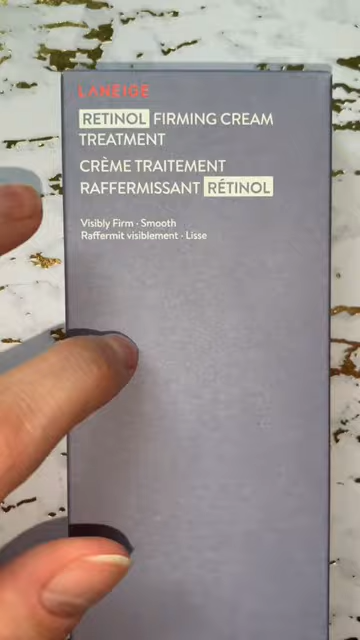 LANEIGE
RETINOL FIRMING CREAM
TREATMENT
CRÈME TRAITEMENT
RAFFERMISSANT RÉTINOL
Visibly Firm · Smooth
Raffermit visiblement · Lisse